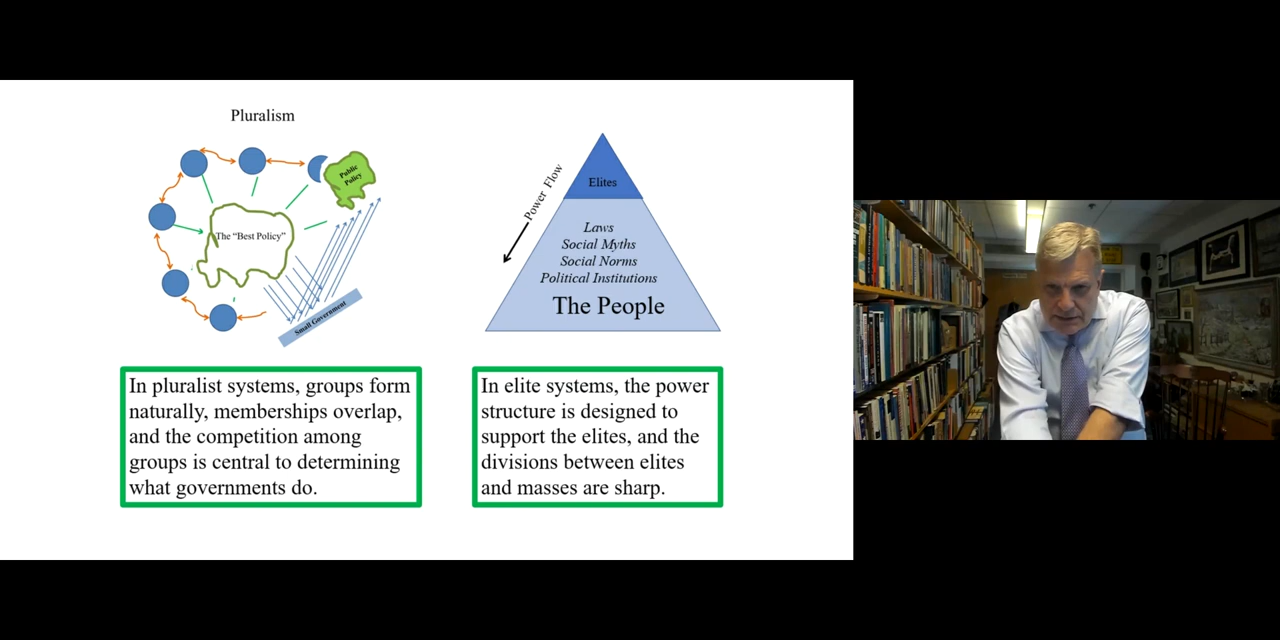 Pluralism
Public
Policy
The “Best Policy”
Small Government
In pluralist systems, groups form
naturally, memberships overlap,
and the competition among
groups is central to determining
what governments do.
Power Flow
Elites
Laws
Social Myths
Social Norms
Political Institutions
The People
In elite systems, the power
structure is designed to
support the elites, and the
divisions between elites
and masses are sharp.